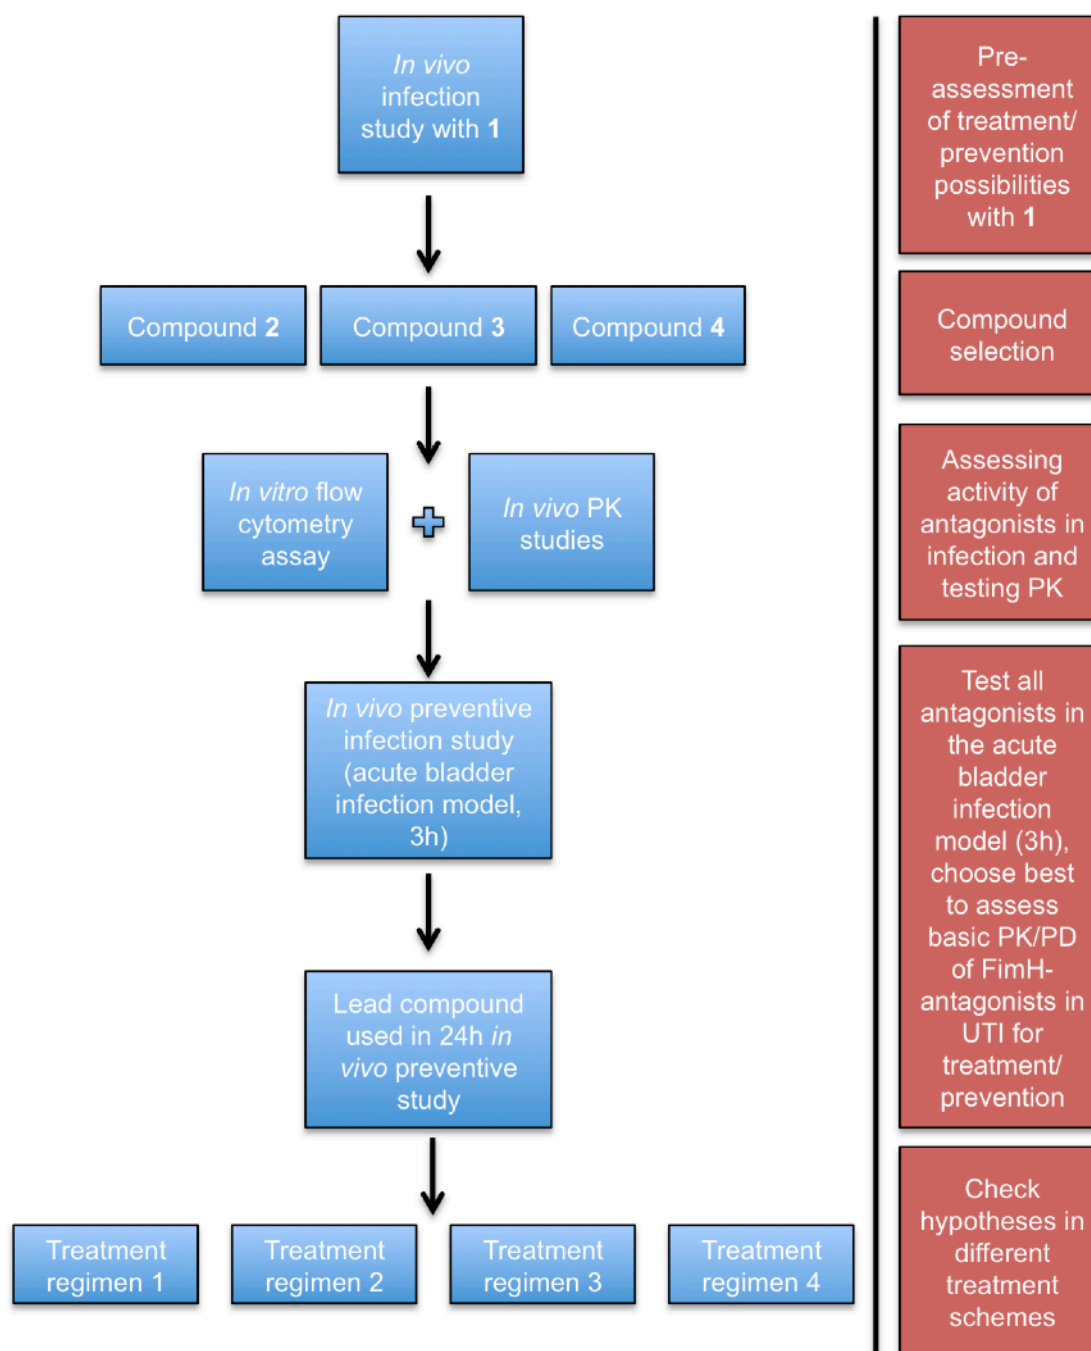 In vivo
infection
study with 1
Compound 2
Compound 3
Compound 4
In vitro flow
cytometry
assay
In vivo PK
studies
In vivo preventive
infection study
(acute bladder
infection model,
3h)
Lead compound
used in 24h in
vivo preventive
study
Treatment
regimen 1
Treatment
regimen 2
Treatment
regimen 3
Treatment
regimen 4
Pre-
assessment
of treatment/
prevention
possibilities
with 1
Compound
selection
Assessing
activity of
antagonists in
infection and
testing PK
Test all
antagonists in
the acute
bladder
infection
model (3h),
choose best
to assess
basic PK/PD
of FimH-
antagonists in
UTI for
treatment/
prevention
Check
hypotheses in
different
treatment
schemes